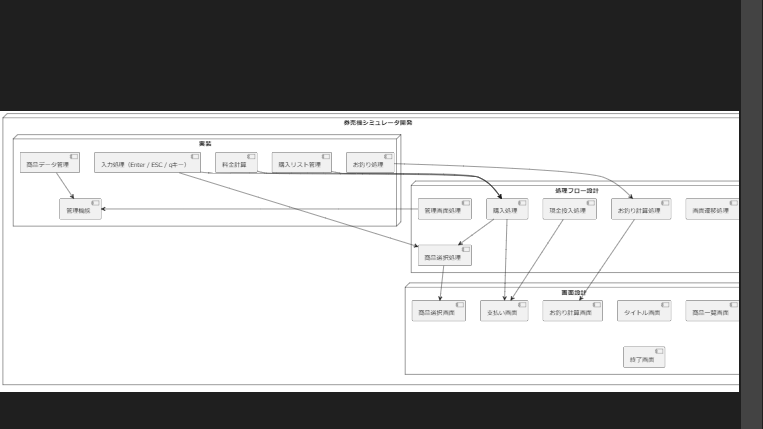 券売機シミュレータ開発
実装
商品データ管理
入力処理（Enter / ESC / qキー）
料金計算
購入リスト管理
お釣り処理
管理機能
処理フロー設計
管理画面処理
購入処理
現金投入処理
お釣り計算処理
画面遷移処理
商品選択処理
画面設計
商品選択画面
支払い画面
お釣り計算画面
タイトル画面
商品一覧画面
終了画面